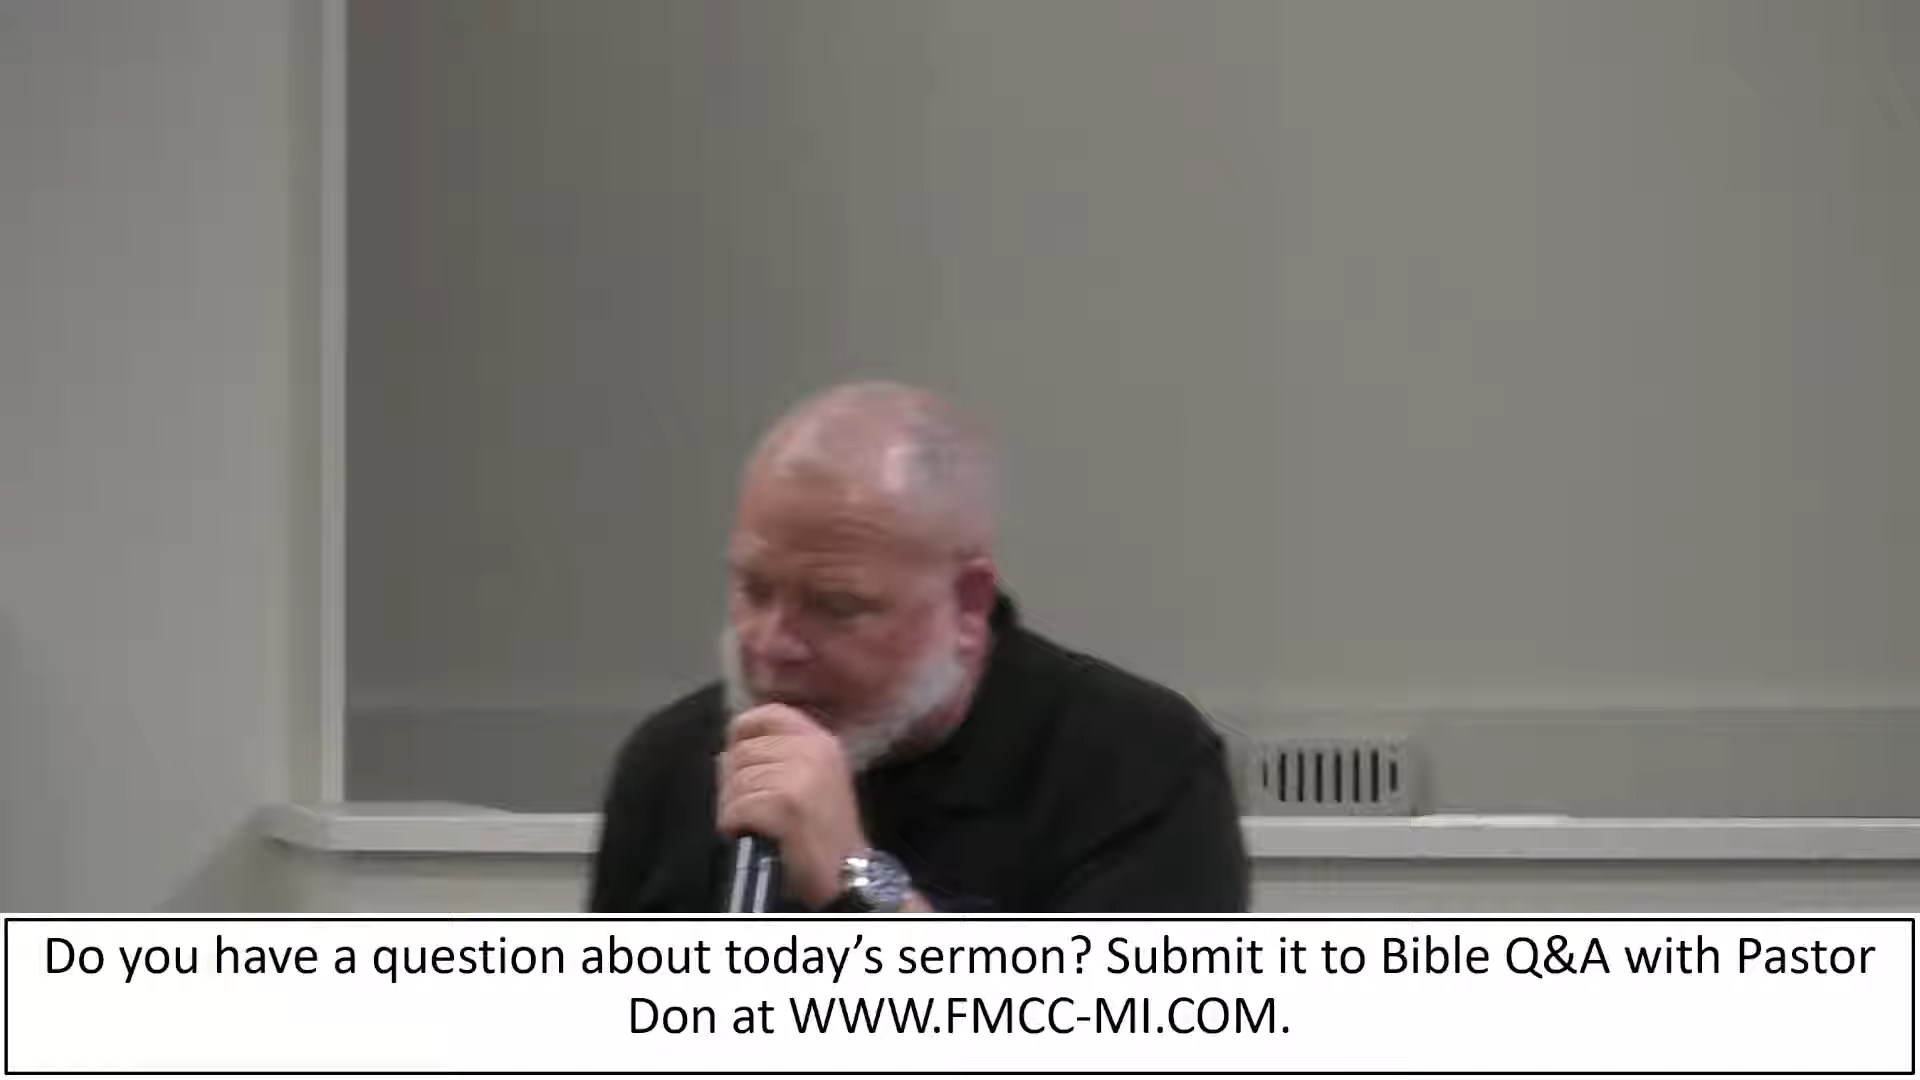 Do you have a question about today’s sermon? Submit it to Bible Q&A with Pastor
Don at WWW.FMCC-MI.COM.